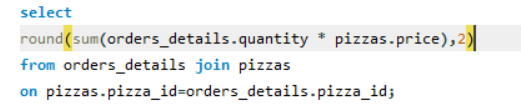 select
round(sum(orders_details.quantity * pizzas.price),2)
from orders_details join pizzas
on pizzas.pizza_id=orders_details.pizza_id;